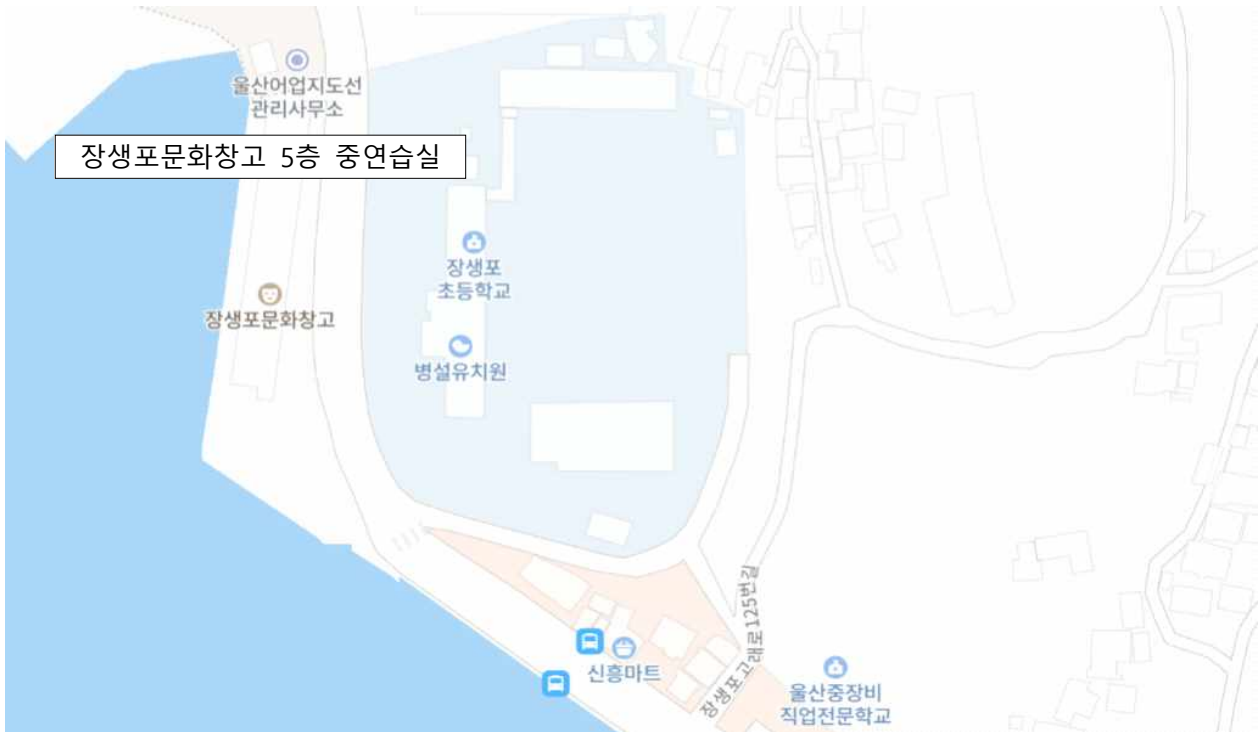 울산어업지도선
관리사무소
장생포문화창고 5층 중연습실
장생포
초등학교
장생포문화창고
병설유치원
장생포고래로125번길
신흥마트
울산중장비
직업전문학교